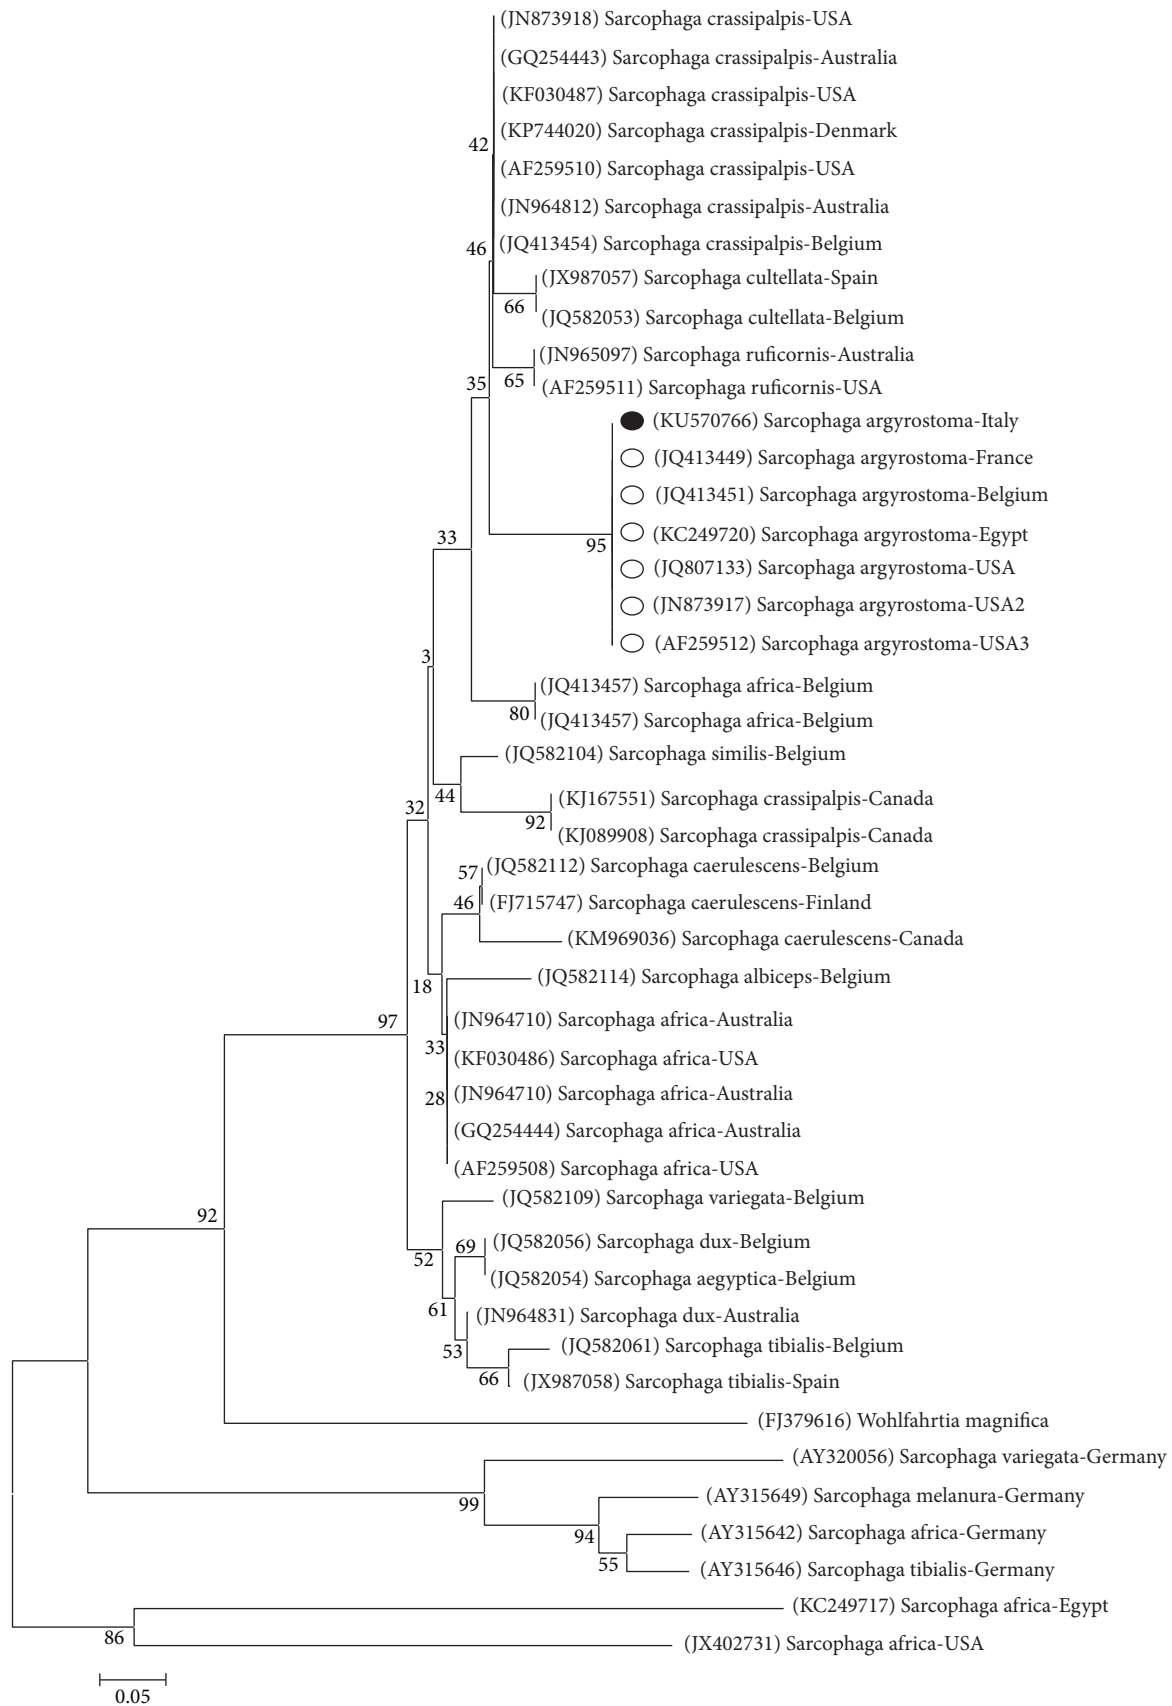 (JN873918) Sarcophaga crassipalpis-USA
(GQ254443) Sarcophaga crassipalpis-Australia
(KF030487) Sarcophaga crassipalpis-USA
(KP744020) Sarcophaga crassipalpis-Denmark
42
(AF259510) Sarcophaga crassipalpis-USA
(JN964812) Sarcophaga crassipalpis-Australia
46
(JQ413454) Sarcophaga crassipalpis-Belgium
(JX987057) Sarcophaga cultellata-Spain
66
(JQ582053) Sarcophaga cultellata-Belgium
(JN965097) Sarcophaga ruficornis-Australia
65
35
(AF259511) Sarcophaga ruficornis-USA
(KU570766) Sarcophaga argyrostoma-Italy
(JQ413449) Sarcophaga argyrostoma-France
(JQ413451) Sarcophaga argyrostoma-Belgium
(KC249720) Sarcophaga argyrostoma-Egypt
33
95
(JQ807133) Sarcophaga argyrostoma-USA
(JN873917) Sarcophaga argyrostoma-USA2
(AF259512) Sarcophaga argyrostoma-USA3
3
(JQ413457) Sarcophaga africa-Belgium
80
(JQ413457) Sarcophaga africa-Belgium
(JQ582104) Sarcophaga similis-Belgium
44
(KJ167551) Sarcophaga crassipalpis-Canada
32
92
(KJ089908) Sarcophaga crassipalpis-Canada
(JQ582112) Sarcophaga caerulescens-Belgium
57
46
(FJ715747) Sarcophaga caerulescens-Finland
(KM969036) Sarcophaga caerulescens-Canada
(JQ582114) Sarcophaga albiceps-Belgium
18
(JN964710) Sarcophaga africa-Australia
97
33
(KF030486) Sarcophaga africa-USA
(JN964710) Sarcophaga africa-Australia
28
(GQ254444) Sarcophaga africa-Australia
(AF259508) Sarcophaga africa-USA
(JQ582109) Sarcophaga variegata-Belgium
92
(JQ582056) Sarcophaga dux-Belgium
69
52
(JQ582054) Sarcophaga aegyptica-Belgium
61
(JN964831) Sarcophaga dux-Australia
(JQ582061) Sarcophaga tibialis-Belgium
53
66
(JX987058) Sarcophaga tibialis-Spain
(FJ379616) Wohlfahrtia magnifica
(AY320056) Sarcophaga variegata-Germany
99
(AY315649) Sarcophaga melanura-Germany
94
(AY315642) Sarcophaga africa-Germany
55
(AY315646) Sarcophaga tibialis-Germany
(KC249717) Sarcophaga africa-Egypt
86
(JX402731) Sarcophaga africa-USA
0.05